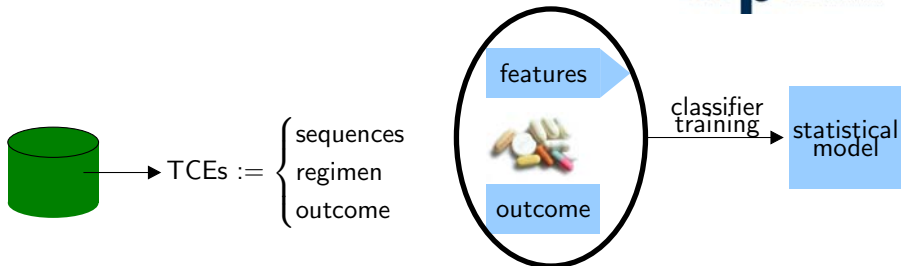 TCEs :=
sequences
regimen
outcome
features
outcome
classifier
training
statistical
model